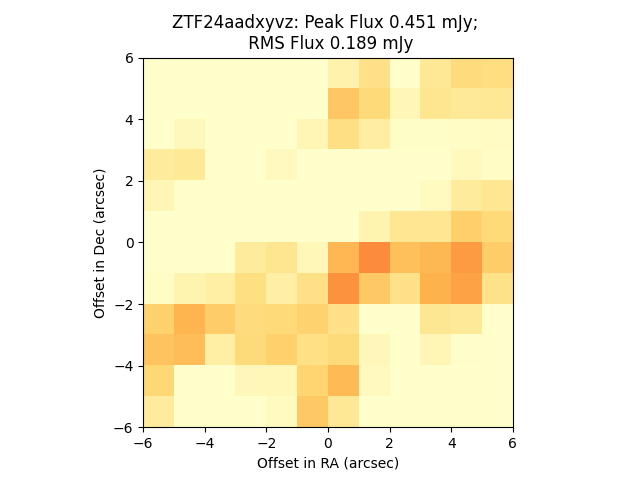 ZTF24aadxyvz: Peak Flux 0.451 mJy;
RMS Flux 0.189 mJy
6
4
2
0
−2
−4
−6
Offset in Dec (arcsec)
−6 −4 −2 0 2 4 6
Offset in RA (arcsec)